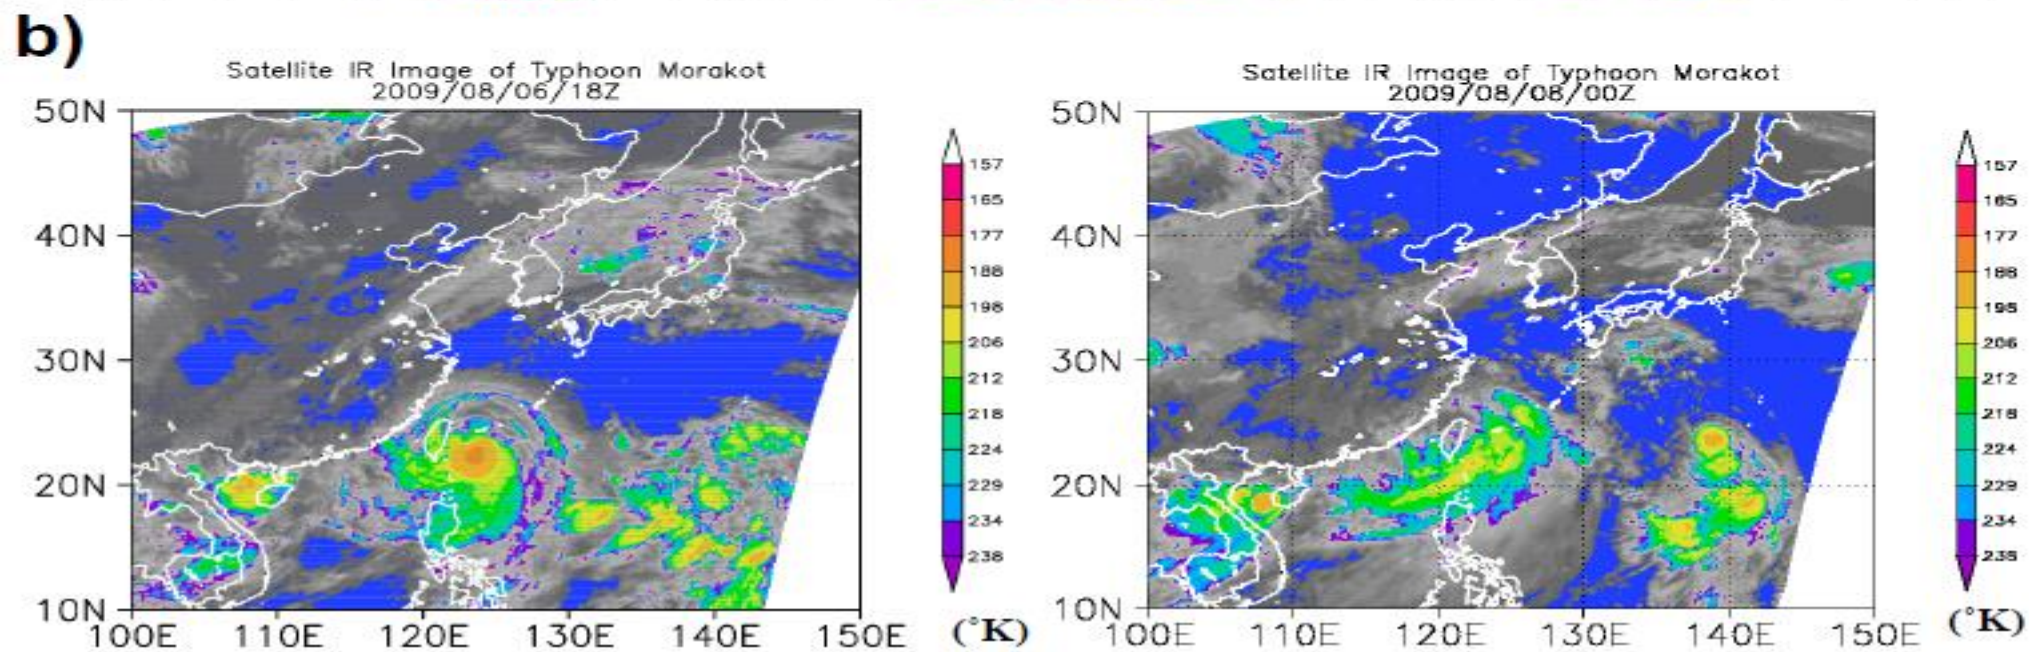 b)
Satellite IR Image of Typhoon Morakot
2009/08/06/18Z
50N
40N
30N
20N
10N
100E 110E 120E 130E 140E 150E
157
165
177
188
198
206
212
218
224
229
234
238
(°K)
Satellite IR Image of Typhoon Morakot
2009/08/08/00Z
50N
40N
30N
20N
10N
100E 110E 120E 130E 140E 150E
157
165
177
188
198
206
212
218
224
229
234
238
(°K)